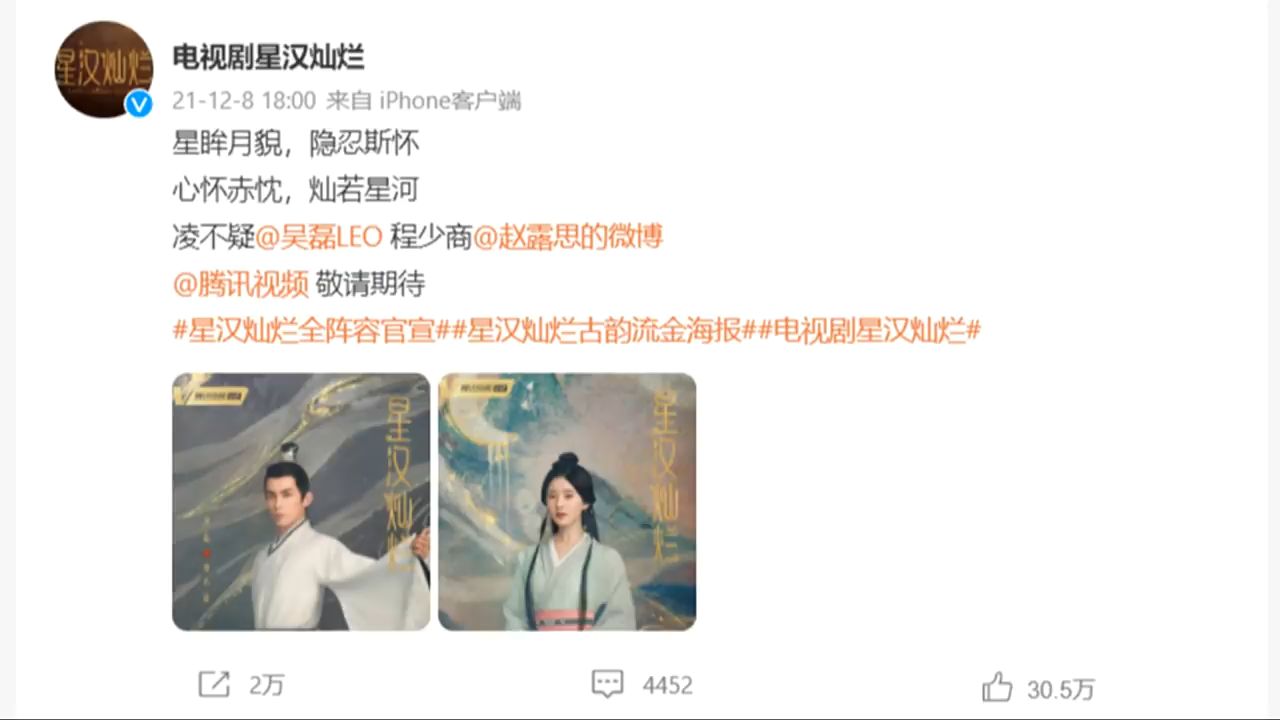 星汉灿烂
电视剧星汉灿烂
21-12-8 18:00 来自 iPhone客户端
星眸月貌，隐忍斯怀
心怀赤忱，灿若星河
凌不疑@吴磊LEO 程少商@赵露思的微博
@腾讯视频 敬请期待
#星汉灿烂全阵容官宣##星汉灿烂古韵流金海报##电视剧星汉灿烂#
星汉灿烂
星汉灿烂
2万
4452
30.5万